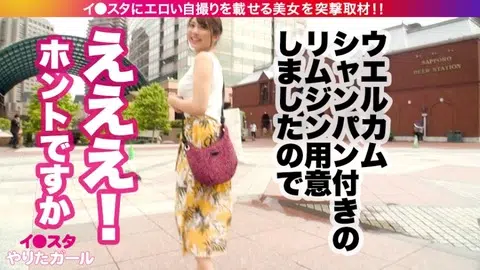 イ●スタにエロい自撮りを載せる美女を突撃取材!!
ウエルカム
シャンパン付きの
リムジン用意
しましたので
えええ!
ホントですか
SAPPORO
BEER STATION
イ●スタ
やりたガール